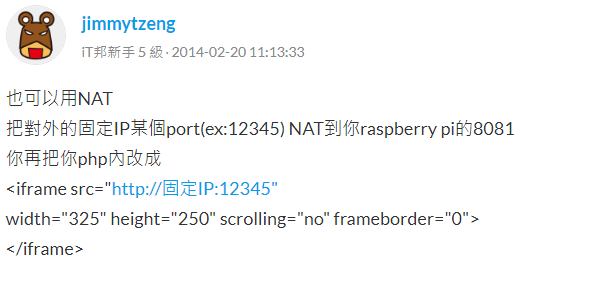 jimmytzeng
iT邦新手 5 級 ‧ 2014-02-20 11:13:33
也可以用NAT
把對外的固定IP某個port(ex:12345) NAT到你raspberry pi的8081
你再把你php內改成
<iframe src="http://固定IP:12345"
width="325" height="250" scrolling="no" frameborder="0">
</iframe>